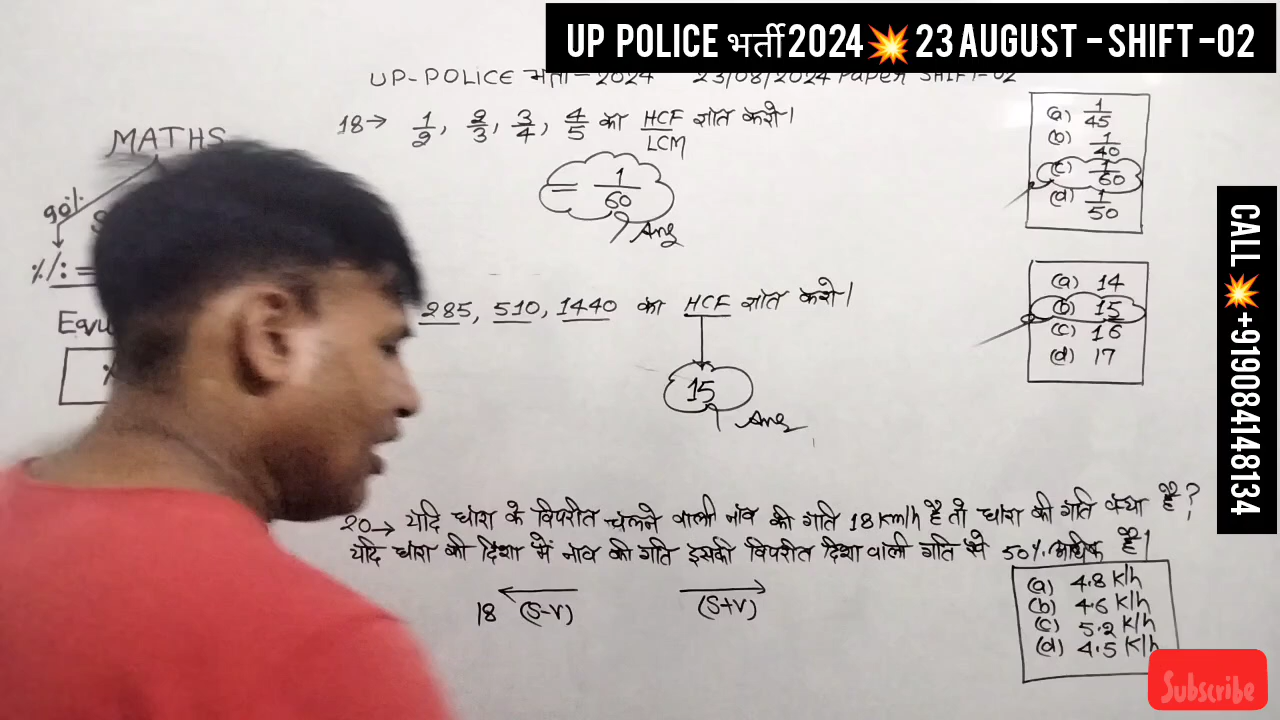 UP POLICE भर्ती 2024💥 23 AUGUST - SHIFT -02
UP-POLICE भर्ती-2024 23/08/2024 Paper SHIFT-02
MATHS
90%
%/: =
18→ 1/2, 2/3, 3/4, 4/5 का HCF ज्ञात करो।
LCM
= 1/60
Ans
(a) 1/45
(b) 1/40
(c) 1/60
(d) 1/50
285, 510, 1440 का HCF ज्ञात करो।
15
Ans
(a) 14
(b) 15
(c) 16
(d) 17
CALL 💥+919084148134
20→ यदि धारा के विपरीत चलने वाली नांव की गति 18 Km/h है तो धारा की गति क्या है?
यदि धारा की दिशा में नाव की गति इसकी विपरीत दिशा वाली गति से 50% अधिक है।
18 (S-V)
(S+V)
(a) 4.8 K/h
(b) 4.6 K/h
(c) 5.2 K/h
(d) 4.5 K/h
Subscribe